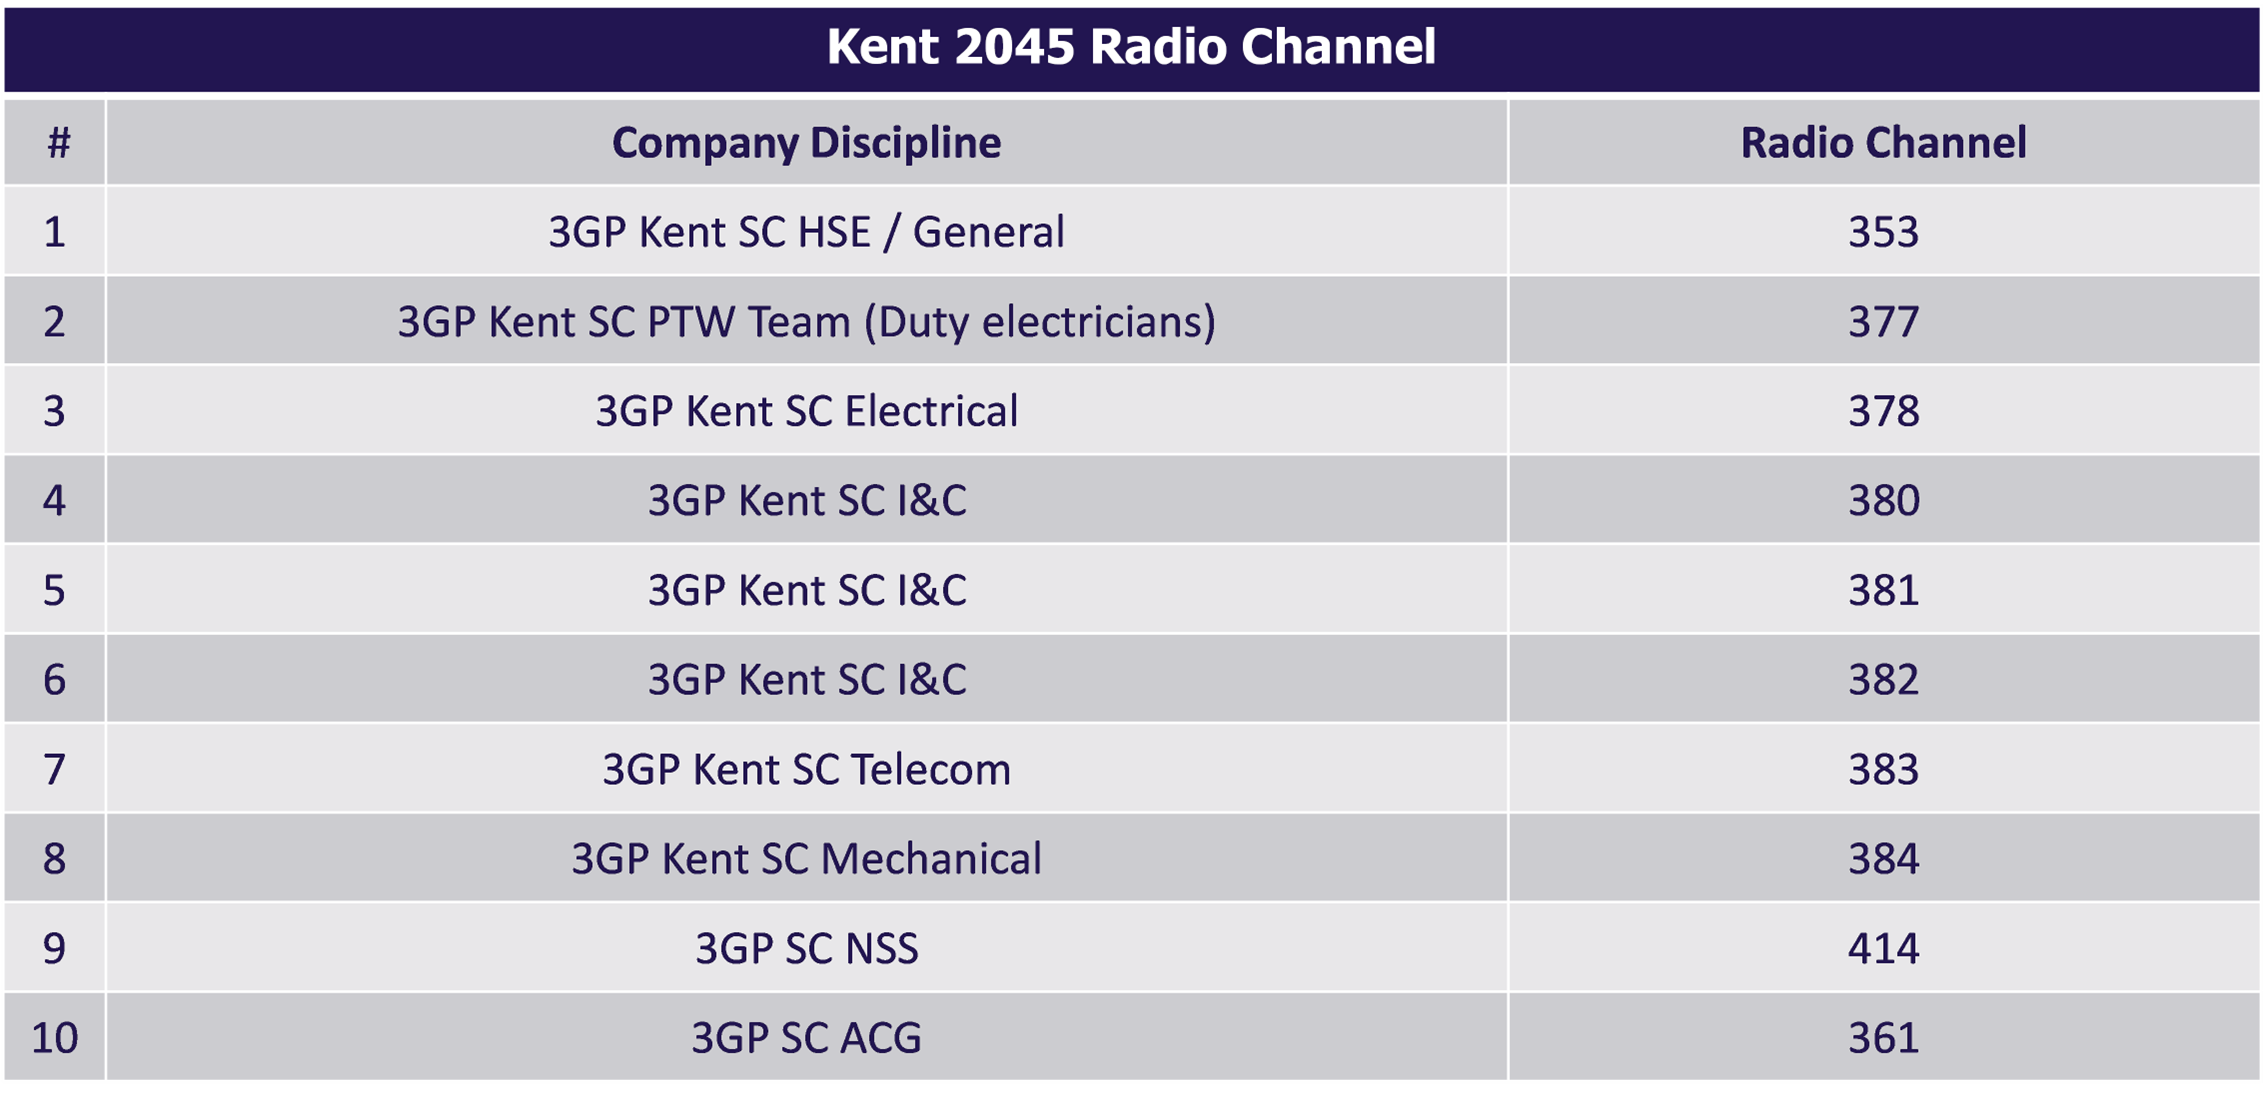 Kent 2045 Radio Channel
# Company Discipline Radio Channel
1 3GP Kent SC HSE / General 353
2 3GP Kent SC PTW Team (Duty electricians) 377
3 3GP Kent SC Electrical 378
4 3GP Kent SC I&C 380
5 3GP Kent SC I&C 381
6 3GP Kent SC I&C 382
7 3GP Kent SC Telecom 383
8 3GP Kent SC Mechanical 384
9 3GP SC NSS 414
10 3GP SC ACG 361